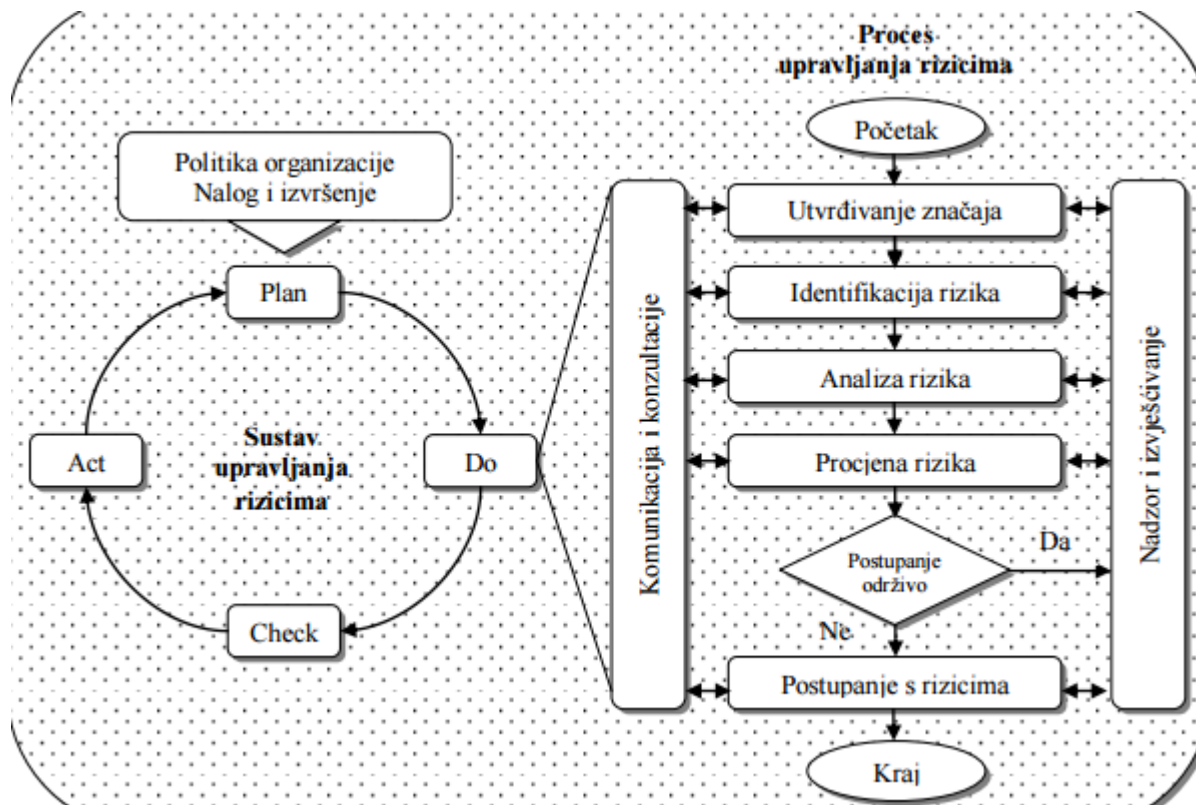 Proces
upravljanja rizicima
Početak
Politika organizacije
Nalog i izvršenje
Utvrđivanje značaja
Plan
Identifikacija rizika
Komunikacija i konzultacije
Nadzor i izvješćivanje
Analiza rizika
Sustav
upravljanja
rizicima
Act
Do
Procjena rizika
Postupanje
održivo
Da
Ne
Check
Postupanje s rizicima
Kraj